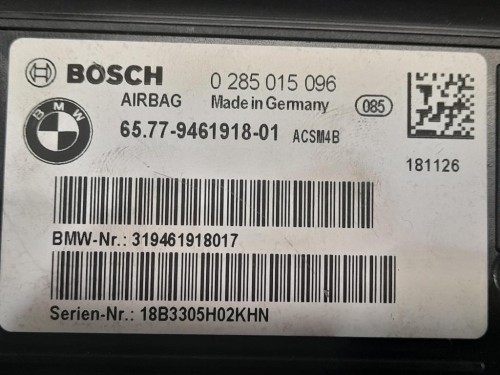 BOSCH 0 285 015 096
AIRBAG Made in Germany 085
BMW 65.77-9461918-01 ACSM4B
181126
BMW-Nr.: 319461918017
Serien-Nr.: 18B3305H02KHN